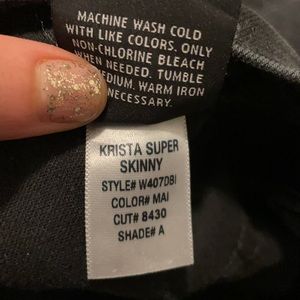 MACHINE WASH COLD
WITH LIKE COLORS. ONLY
NON-CHLORINE BLEACH
WHEN NEEDED. TUMBLE
MEDIUM. WARM IRON
NECESSARY.
KRISTA SUPER
SKINNY
STYLE# W407DBI
COLOR# MAI
CUT# 8430
SHADE# A